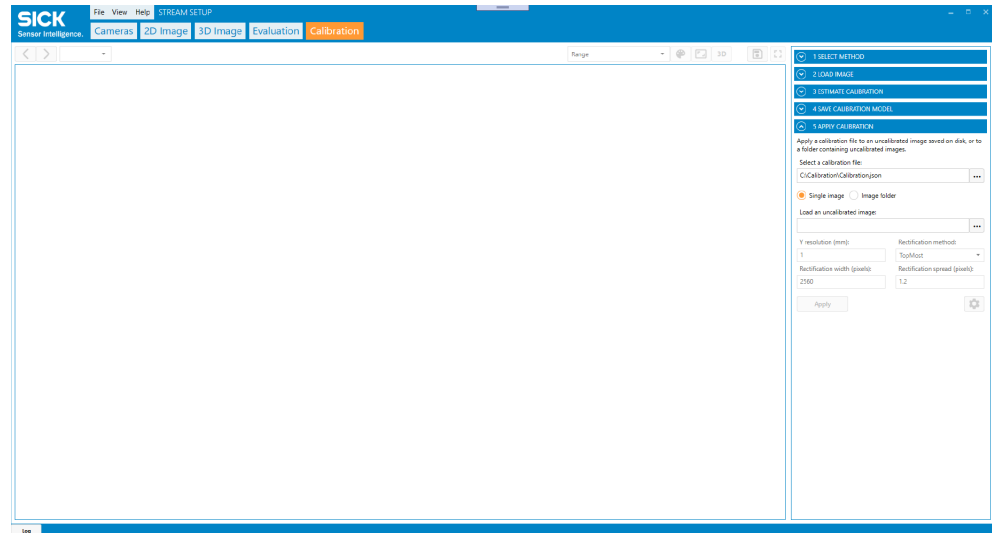 SICK
Sensor Intelligence.
File View Help STREAM SETUP
Cameras 2D Image 3D Image Evaluation Calibration
Range
3D
1 SELECT METHOD
2 LOAD IMAGE
3 ESTIMATE CALIBRATION
4 SAVE CALIBRATION MODEL
5 APPLY CALIBRATION
Apply a calibration file to an uncalibrated image saved on disk, or to
a folder containing uncalibrated images.
Select a calibration file:
C:\Calibration\Calibration.json ...
Single image Image folder
Load an uncalibrated image:
...
Y resolution (mm): Rectification method:
1 TopMost
Rectification width (pixels): Rectification spread (pixels):
2560 1.2
Apply
Log